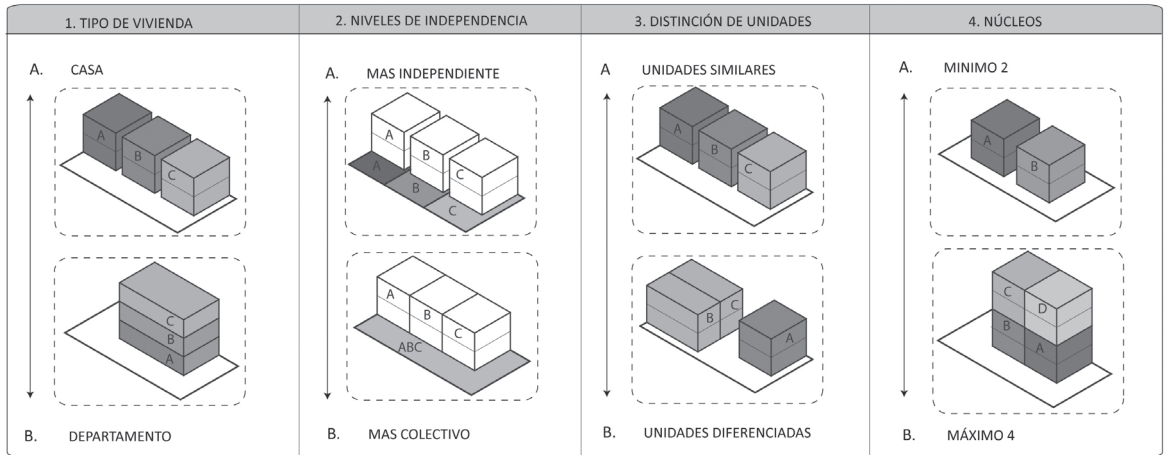 1. TIPO DE VIVIENDA
A. CASA
A
B
C
C
B
A
B. DEPARTAMENTO
2. NIVELES DE INDEPENDENCIA
A. MAS INDEPENDIENTE
A
B
C
A
B
C
A
B
C
ABC
B. MAS COLECTIVO
3. DISTINCIÓN DE UNIDADES
A UNIDADES SIMILARES
A
B
C
B
C
A
B. UNIDADES DIFERENCIADAS
4. NÚCLEOS
A. MINIMO 2
A
B
C
D
B
A
B. MÁXIMO 4